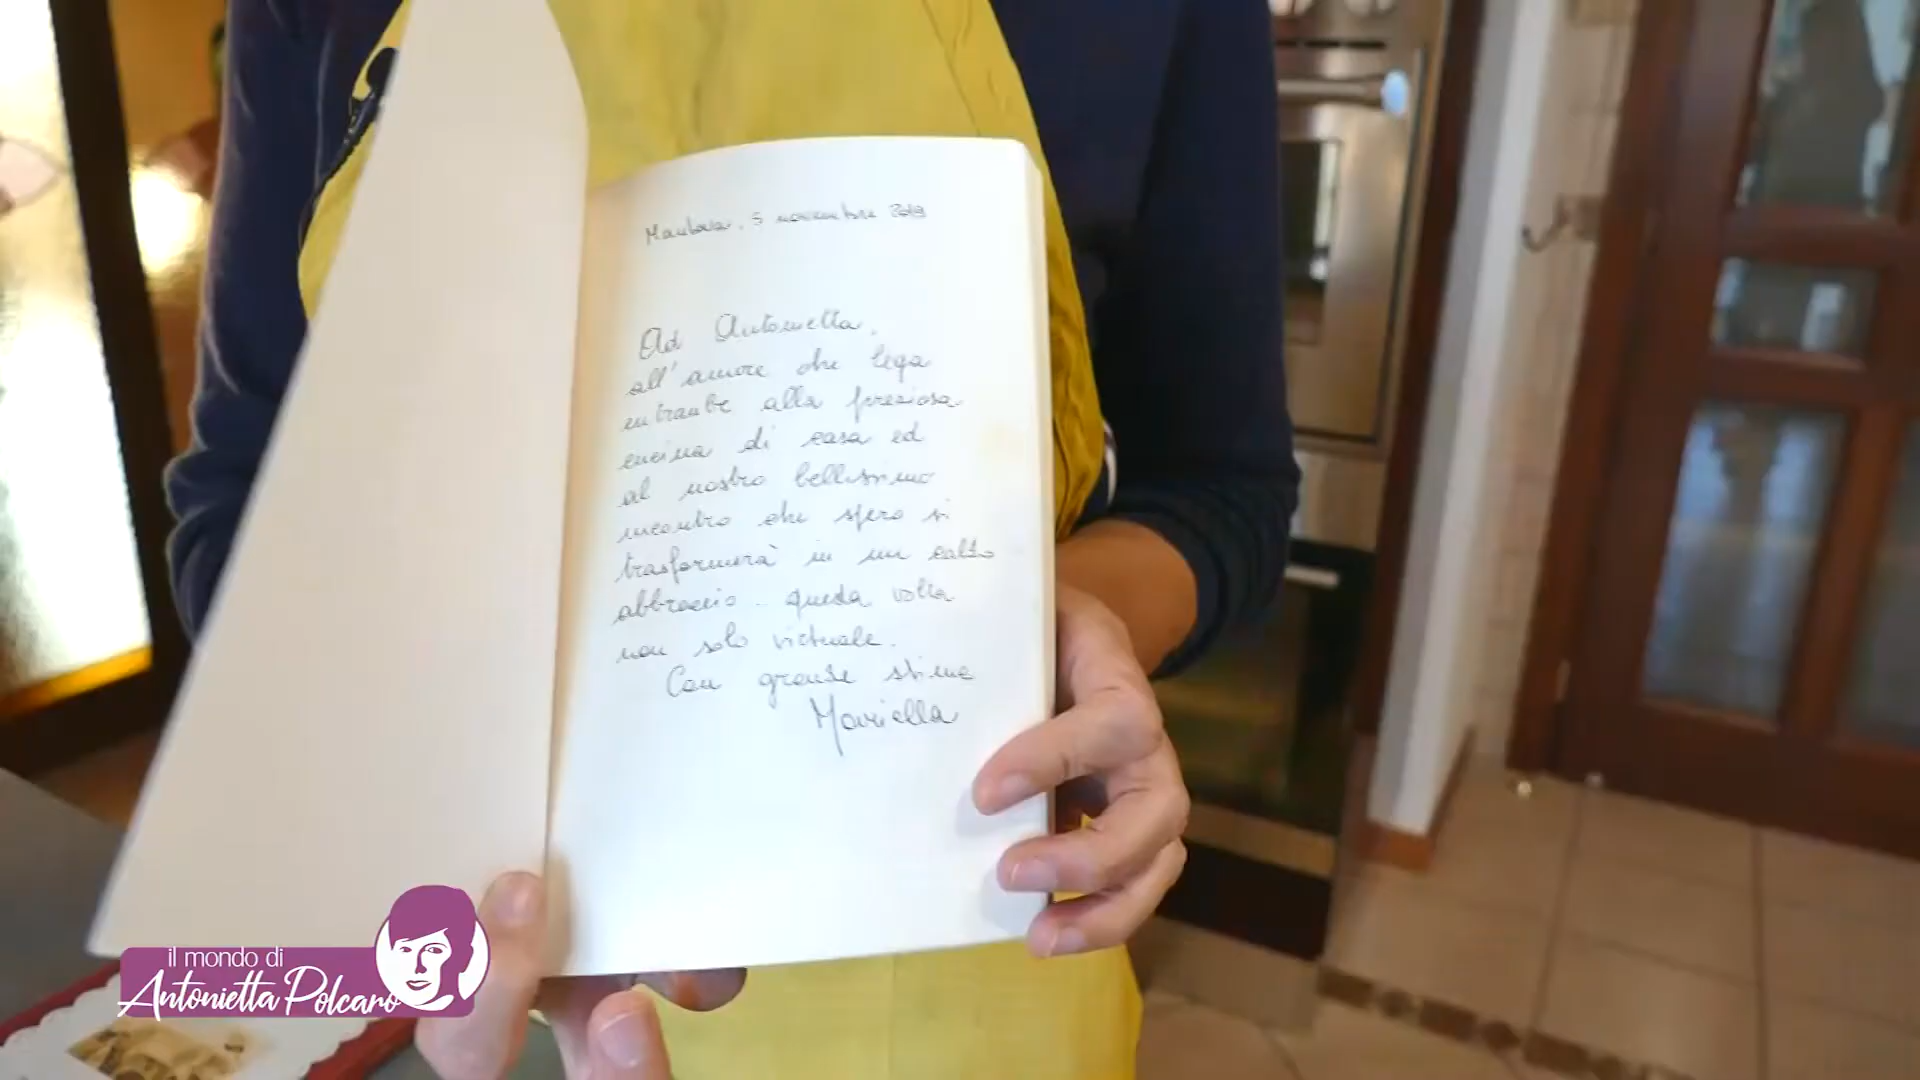 Mantova, 5 novembre 2019
Ad Antonietta,
all'amore che lega
entrambe alla preziosa
cucina di casa ed
al nostro bellissimo
incontro che spero si
trasformerà in un caldo
abbraccio.. questa volta
non solo virtuale.
Con grande stima
Mariella
il mondo di
Antonietta Polcaro